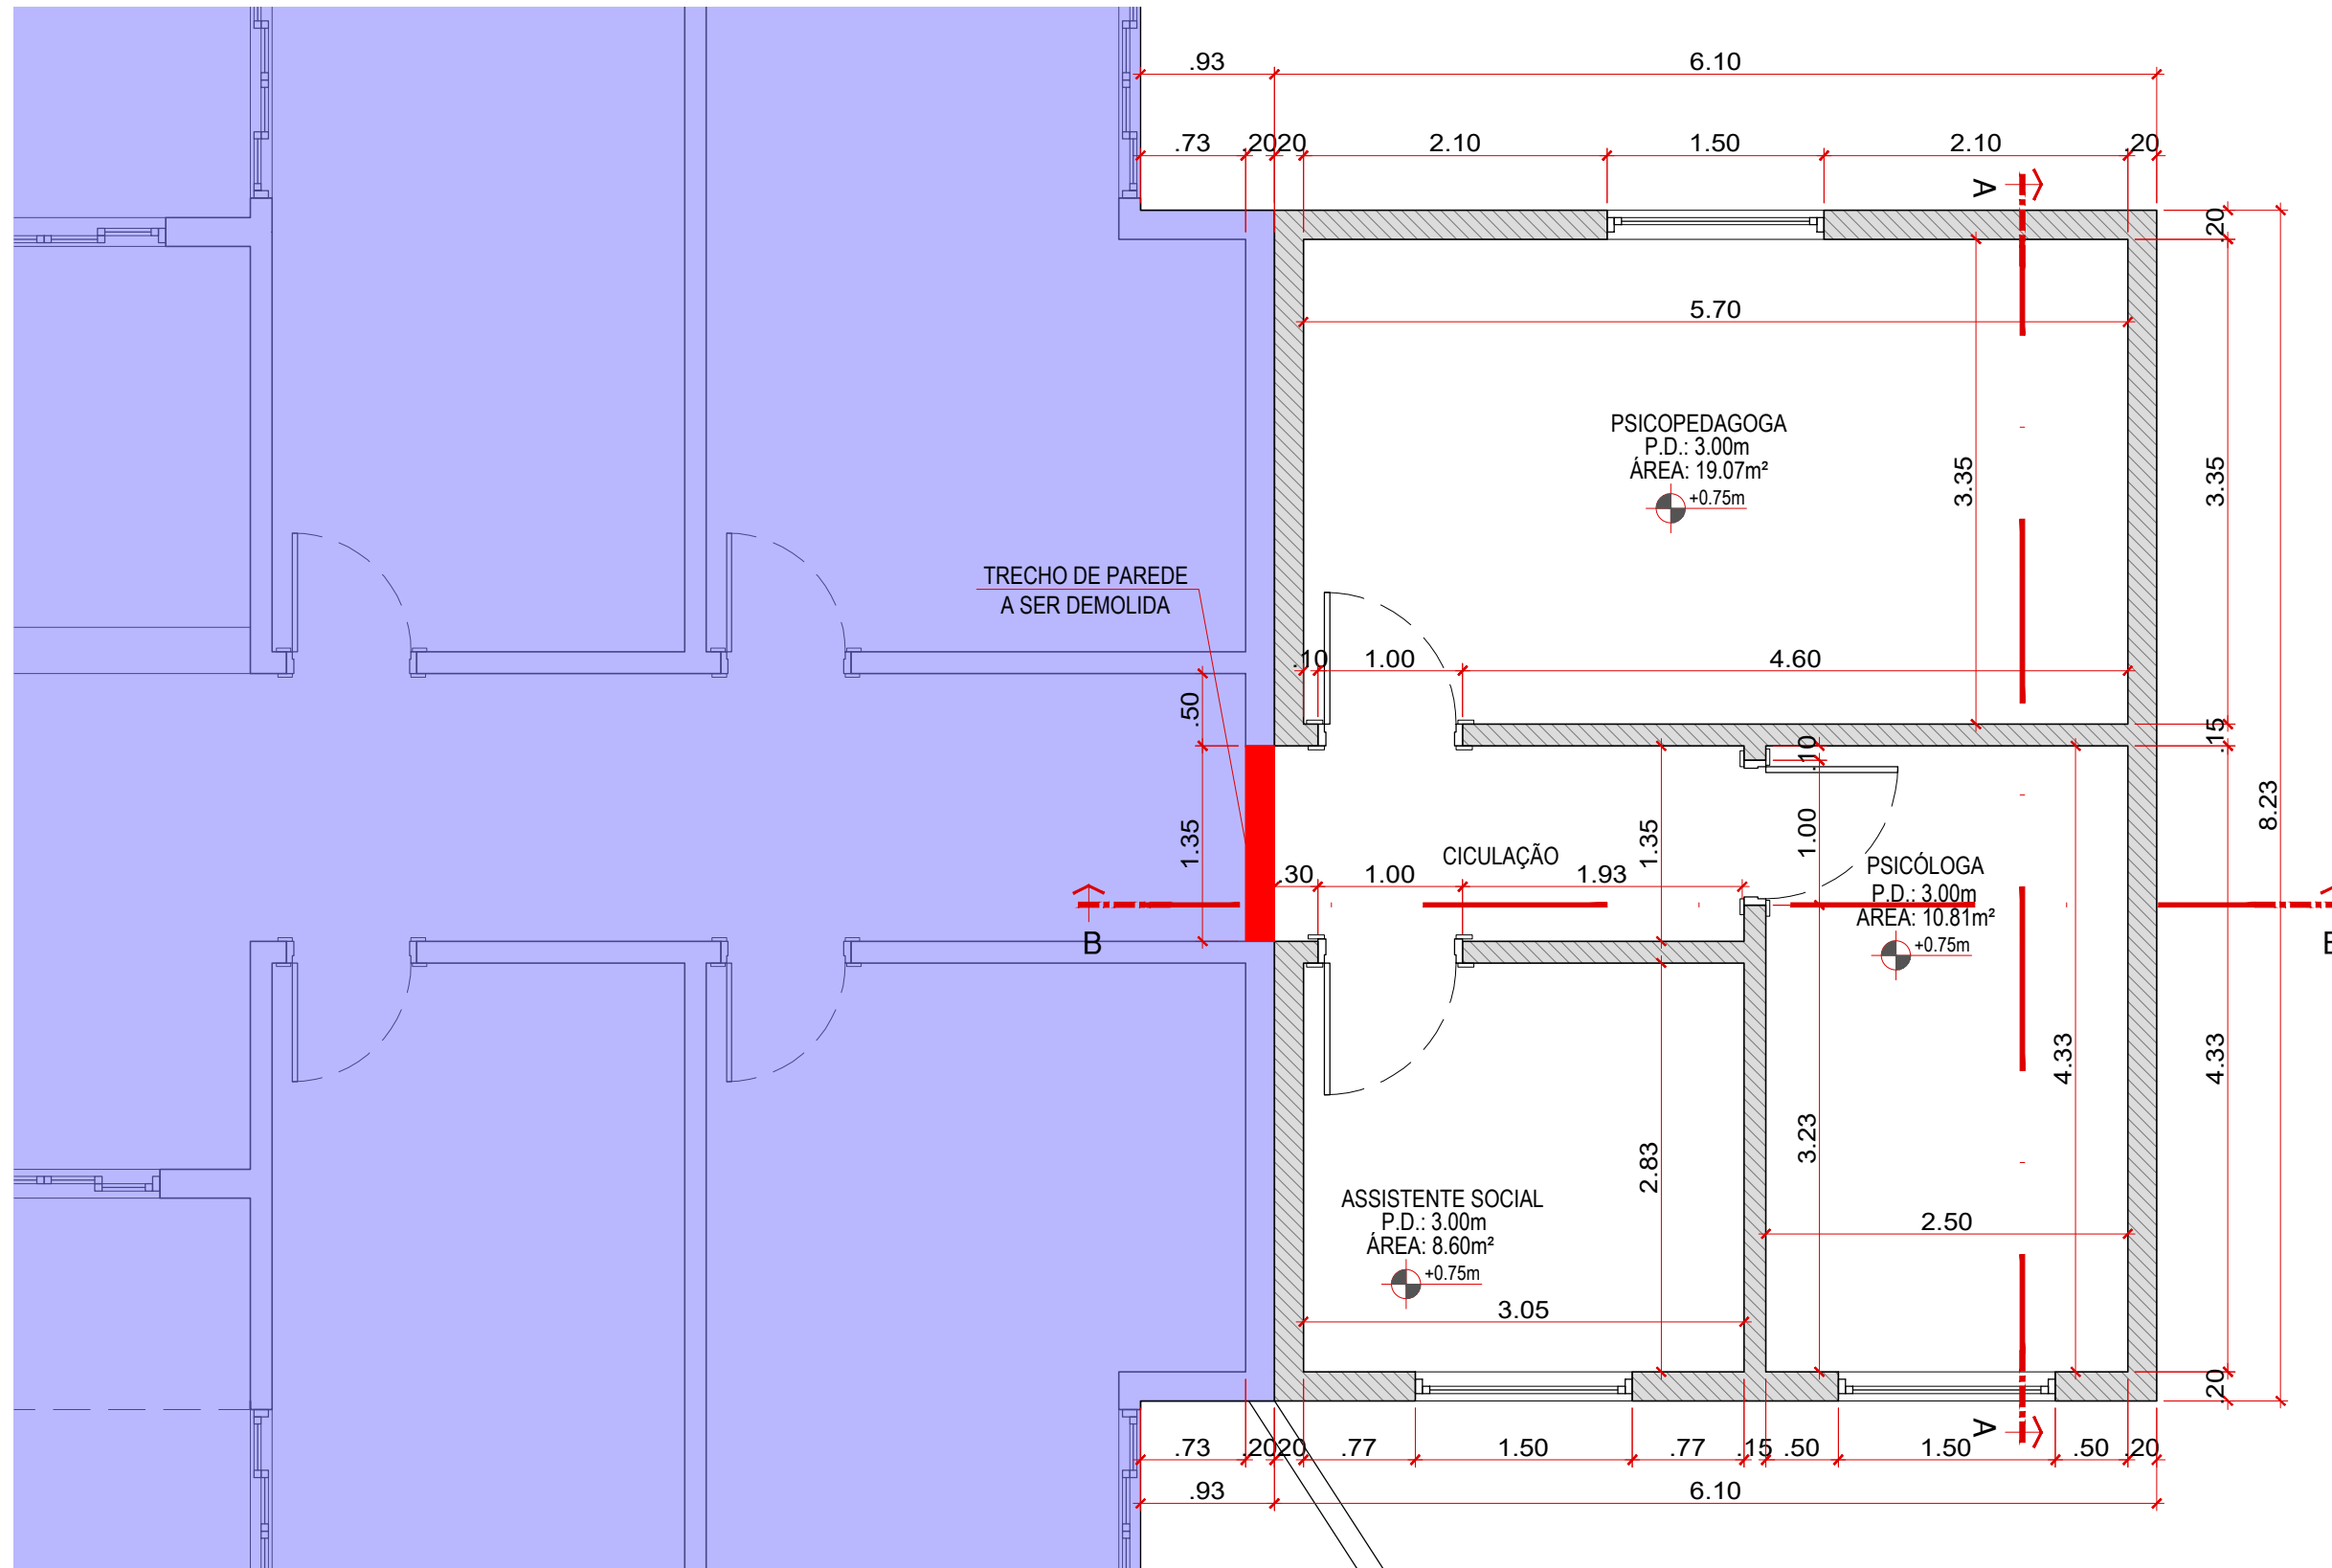 .93
6.10
.73
.20
.20
2.10
1.50
2.10
.20
A
.20
5.70
PSICOPEDAGOGA
P.D.: 3.00m
ÁREA: 19.07m²
+0.75m
3.35
3.35
TRECHO DE PAREDE
A SER DEMOLIDA
.10
1.00
4.60
.50
.15
.10
8.23
1.35
1.35
1.00
CICULAÇÃO
.30
1.00
1.93
PSICÓLOGA
P.D.: 3.00m
ÁREA: 10.81m²
+0.75m
B
4.33
4.33
3.23
2.83
ASSISTENTE SOCIAL
P.D.: 3.00m
ÁREA: 8.60m²
+0.75m
2.50
3.05
.20
A
.73
.20
.20
.77
1.50
.77
.15
.50
1.50
.50
.20
.93
6.10